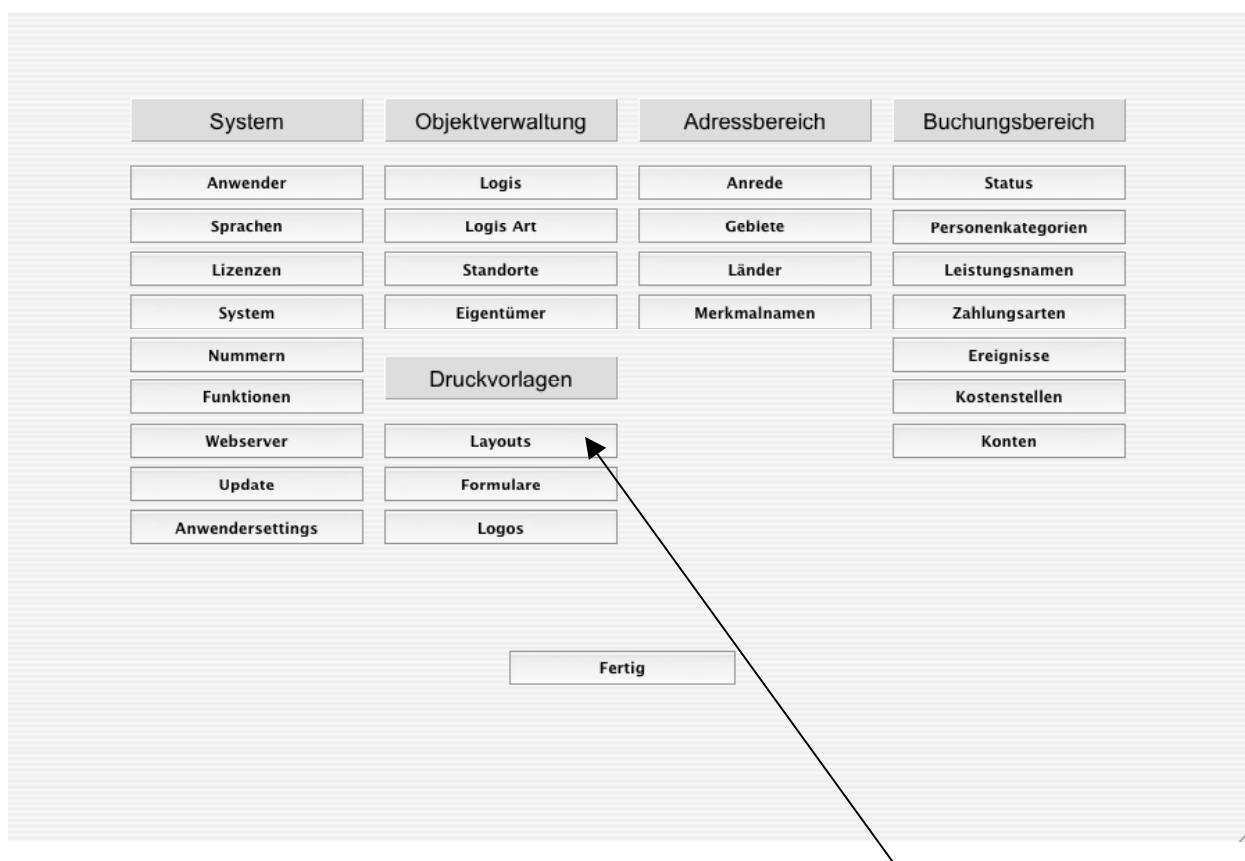 System
Objektverwaltung
Adressbereich
Buchungsbereich
Anwender
Logis
Anrede
Status
Sprachen
Logis Art
Gebiete
Personenkategorien
Lizenzen
Standorte
Länder
Leistungsnamen
System
Eigentümer
Merkmalnamen
Zahlungsarten
Nummern
Ereignisse
Druckvorlagen
Funktionen
Kostenstellen
Webserver
Layouts
Konten
Update
Formulare
Anwendersettings
Logos
Fertig